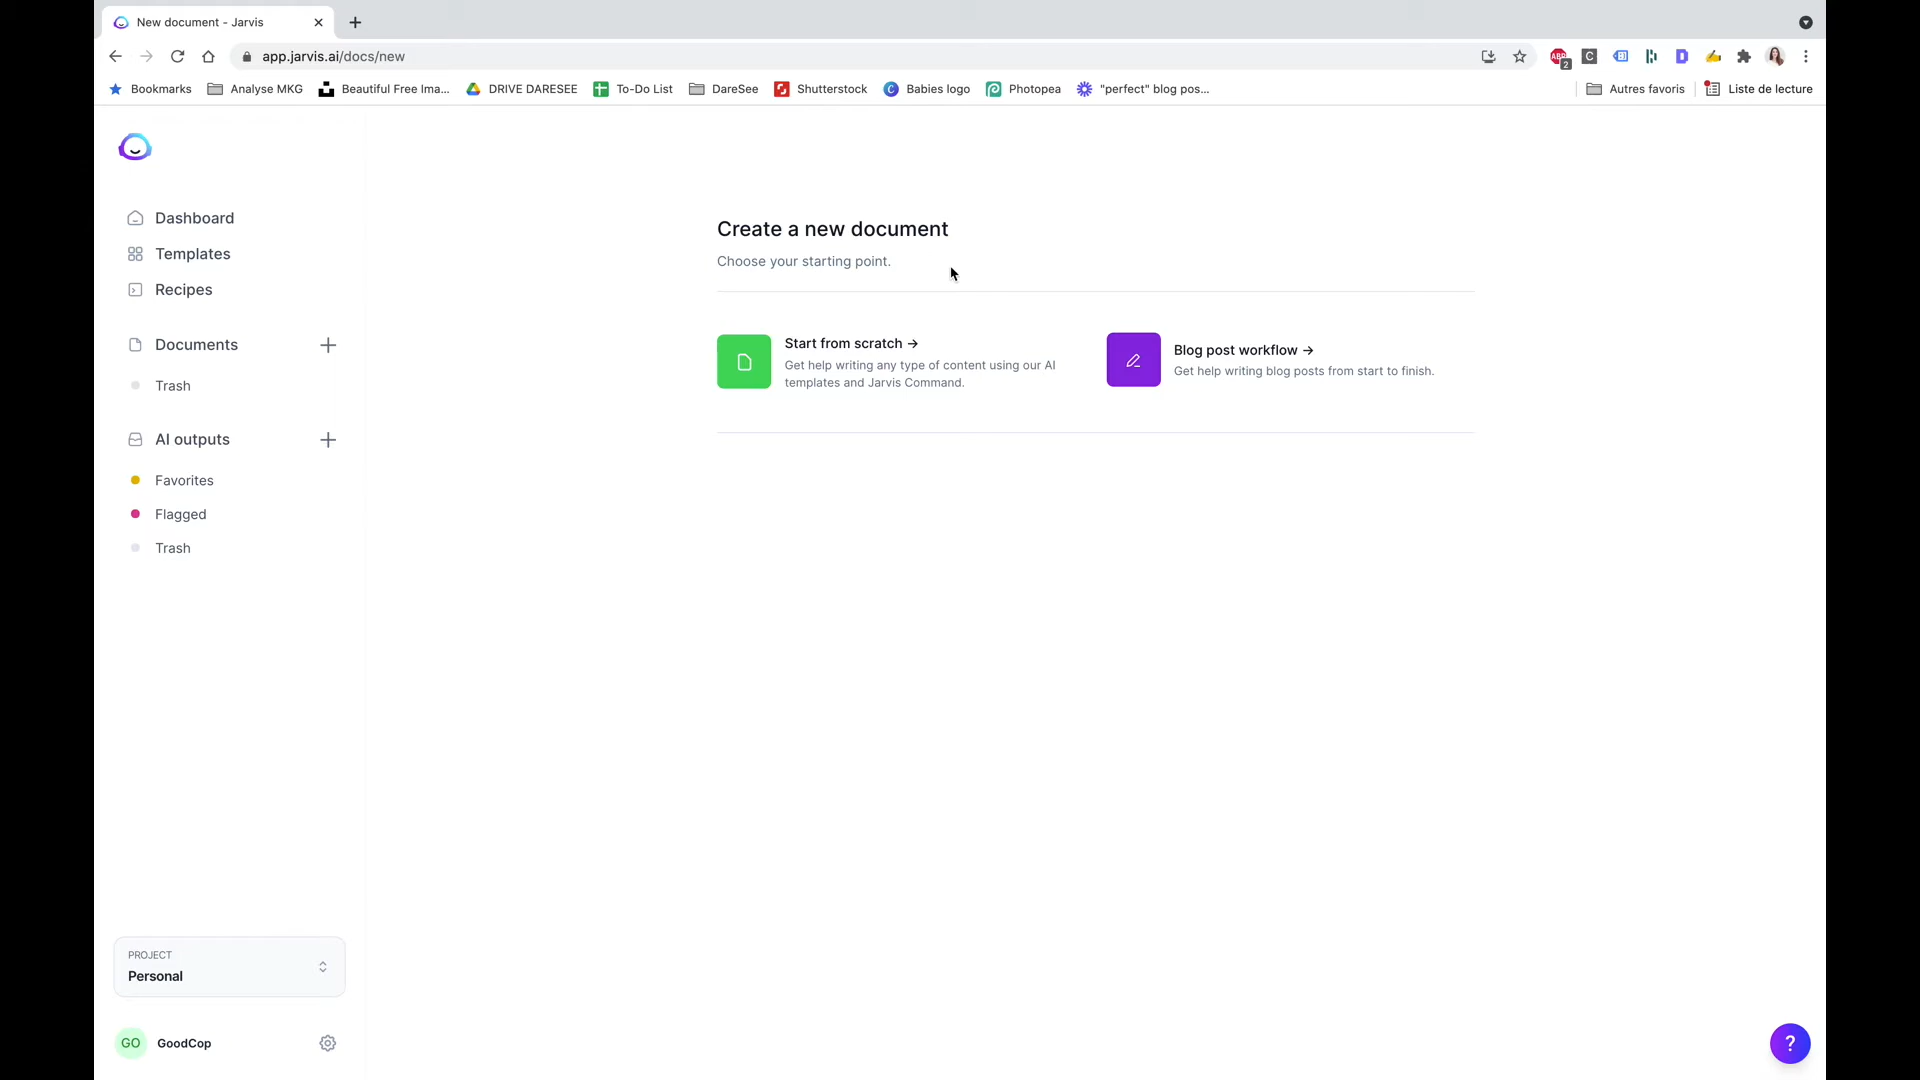 New document - Jarvis
app.jarvis.ai/docs/new
ABP
2
C
Bookmarks
Analyse MKG
Beautiful Free Ima...
DRIVE DARESEE
To-Do List
DareSee
Shutterstock
Babies logo
Photopea
"perfect" blog pos...
Autres favoris
Liste de lecture
Dashboard
Templates
Recipes
Documents
Trash
AI outputs
Favorites
Flagged
Trash
Create a new document
Choose your starting point.
Start from scratch →
Get help writing any type of content using our AI
templates and Jarvis Command.
Blog post workflow →
Get help writing blog posts from start to finish.
PROJECT
Personal
GO
GoodCop
?